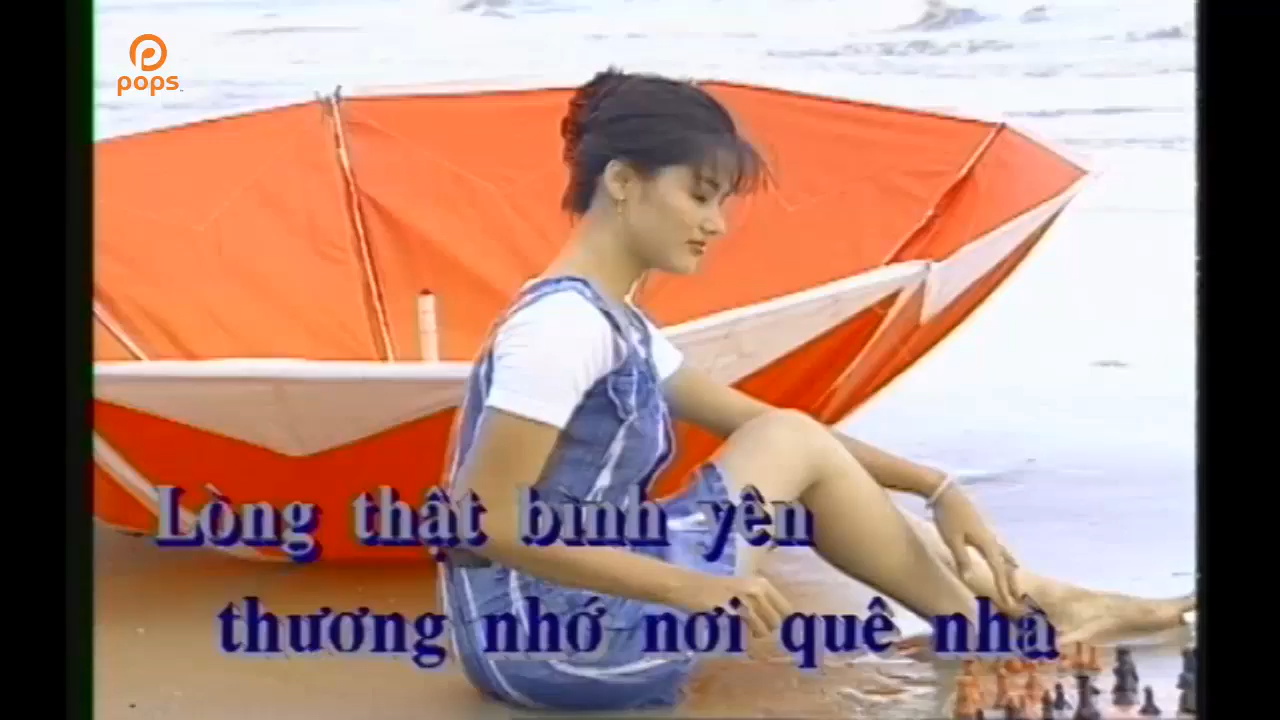 pops
Lòng thật bình yên
thương nhớ nơi quê nhà